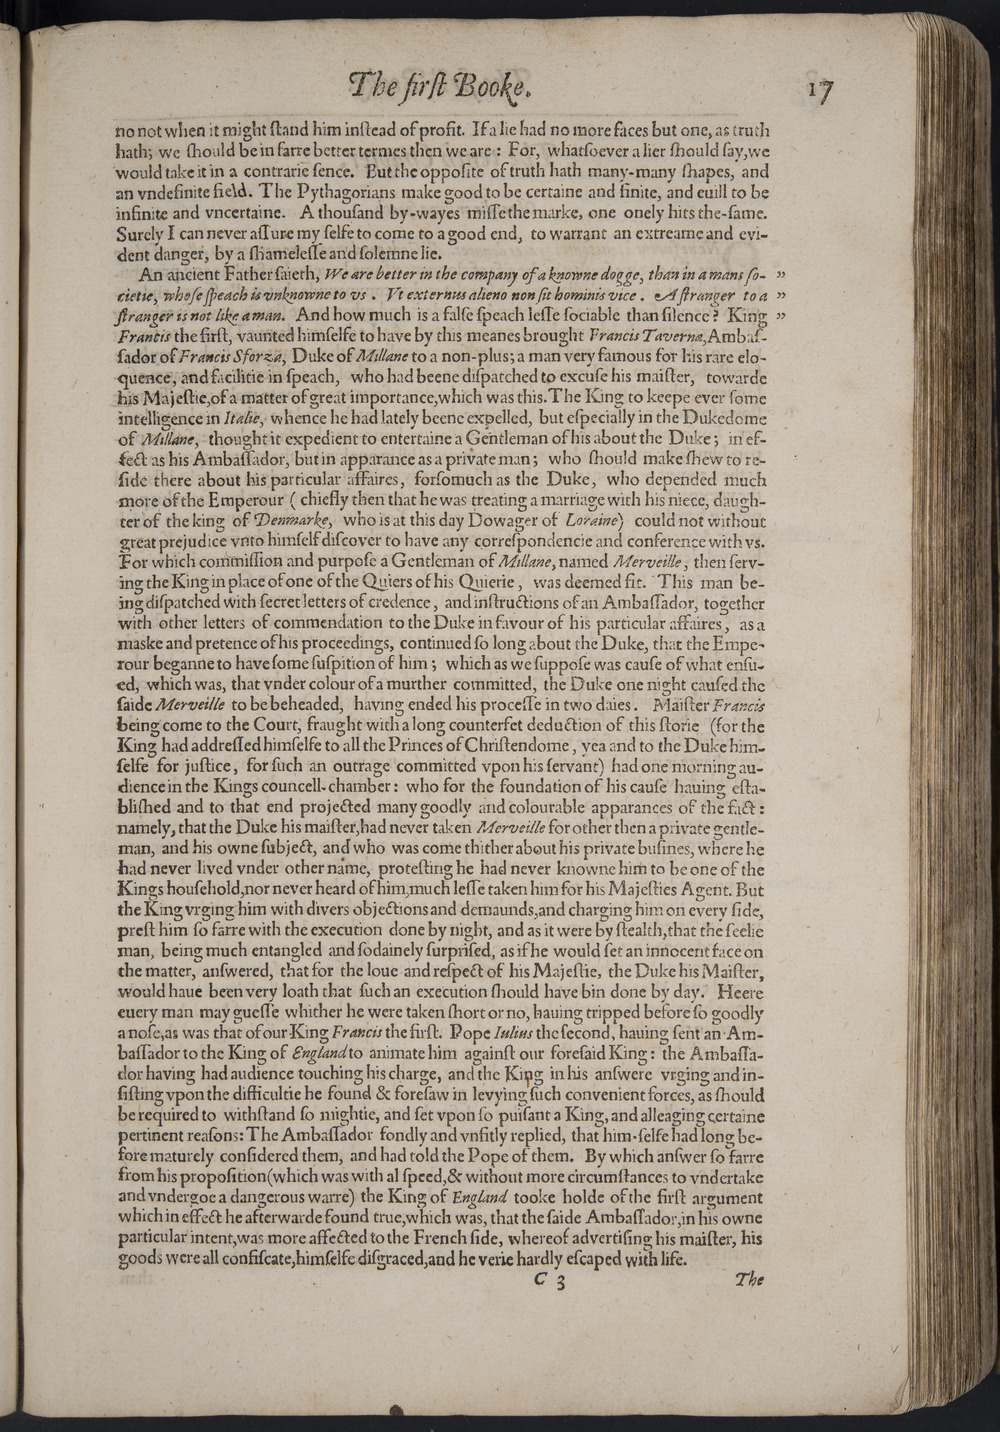 The firſt Booke. 17
no not when it might ſtand him inſtead of profit. If a lie had no more faces but one, as truth
hath; we ſhould be in farre better termes then we are : For, whatſoever a lier ſhould ſay, we
would take it in a contrarie ſence. But the oppoſite of truth hath many-many ſhapes, and
an vndefinite field. The Pythagorians make good to be certaine and finite, and euill to be
infinite and vncertaine. A thouſand by-wayes miſſe the marke, one onely hits the-ſame.
Surely I can never aſſure my ſelfe to come to a good end, to warrant an extreame and evi-
dent danger, by a ſhameleſſe and ſolemne lie.
An ancient Father ſaieth, We are better in the company of a knowne dogge, than in a mans ſo- ”
cietie, whoſe ſpeach is vnknowne to vs . Vt externus alieno non ſit hominis vice . A ſtranger to a ”
ſtranger is not like a man. And how much is a falſe ſpeach leſſe ſociable than ſilence? King ”
Francis the firſt, vaunted himſelfe to have by this meanes brought Francis Taverna, Ambaſ-
ſador of Francis Sforza, Duke of Millane to a non-plus; a man very famous for his rare elo-
quence, and facilitie in ſpeach, who had beene diſpatched to excuſe his maiſter, towarde
his Majeſtie, of a matter of great importance, which was this. The King to keepe ever ſome
intelligence in Italie, whence he had lately beene expelled, but eſpecially in the Dukedome
of Millane, thought it expedient to entertaine a Gentleman of his about the Duke ; in ef-
fect as his Ambaſſador, but in apparance as a private man; who ſhould make ſhew to re-
ſide there about his particular affaires, forſomuch as the Duke, who depended much
more of the Emperour ( chiefly then that he was treating a marriage with his niece, daugh-
ter of the king of Denmarke, who is at this day Dowager of Loraine) could not without
great prejudice vnto himſelf diſcover to have any correſpondencie and conference with vs.
For which commiſſion and purpoſe a Gentleman of Millane, named Merveille, then ſerv-
ing the King in place of one of the Quiers of his Quierie, was deemed fit. This man be-
ing diſpatched with ſecret letters of credence, and inſtructions of an Ambaſſador, together
with other letters of commendation to the Duke in favour of his particular affaires, as a
maske and pretence of his proceedings, continued ſo long about the Duke, that the Empe-
rour beganne to have ſome ſuſpition of him ; which as we ſuppoſe was cauſe of what enſu-
ed, which was, that vnder colour of a murther committed, the Duke one night cauſed the
ſaide Merveille to be beheaded, having ended his proceſſe in two daies. Maiſter Francis
being come to the Court, fraught with a long counterfet deduction of this ſtorie (for the
King had addreſſed himſelfe to all the Princes of Chriſtendome, yea and to the Duke him-
ſelfe for juſtice, for ſuch an outrage committed vpon his ſervant) had one morning au-
dience in the Kings councell-chamber: who for the foundation of his cauſe hauing eſta-
bliſhed and to that end projected many goodly and colourable apparances of the fact :
namely, that the Duke his maiſter, had never taken Merveille for other then a private gentle-
man, and his owne ſubject, and who was come thither about his private buſines, where he
had never lived vnder other name, proteſting he had never knowne him to be one of the
Kings houſehold, nor never heard of him, much leſſe taken him for his Majeſties Agent. But
the King vrging him with divers objections and demaunds, and charging him on every ſide,
preſt him ſo farre with the execution done by night, and as it were by ſtealth, that the ſeelie
man, being much entangled and ſodainely ſurpriſed, as if he would ſet an innocent face on
the matter, anſwered, that for the loue and reſpect of his Majeſtie, the Duke his Maiſter,
would haue been very loath that ſuch an execution ſhould have bin done by day. Heere
euery man may gueſſe whither he were taken ſhort or no, hauing tripped before ſo goodly
a noſe, as was that of our King Francis the firſt. Pope Iulius the ſecond, hauing ſent an Am-
baſſador to the King of England to animate him againſt our foreſaid King: the Ambaſſa-
dor having had audience touching his charge, and the King in his anſwere vrging and in-
ſiſting vpon the difficultie he found & foreſaw in levying ſuch convenient forces, as ſhould
be required to withſtand ſo mightie, and ſet vpon ſo puiſant a King, and alleaging certaine
pertinent reaſons: The Ambaſſador fondly and vnfitly replied, that him-ſelfe had long be-
fore maturely conſidered them, and had told the Pope of them. By which anſwer ſo farre
from his propoſition (which was with al ſpeed, & without more circumſtances to vndertake
and vndergoe a dangerous warre) the King of England tooke holde of the firſt argument
which in effect he afterwarde found true, which was, that the ſaide Ambaſſador, in his owne
particular intent, was more affected to the French ſide, whereof advertiſing his maiſter, his
goods were all confiſcate, himſelfe diſgraced, and he verie hardly eſcaped with life.
C 3 The